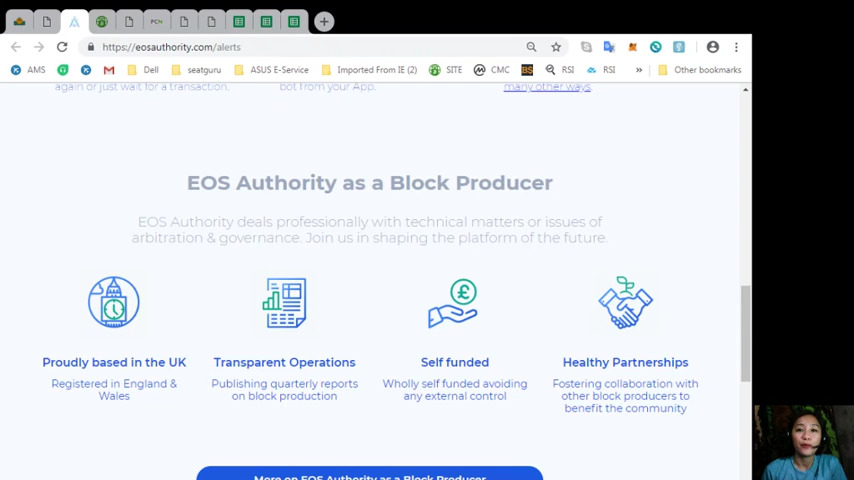 PCN
https://eosauthority.com/alerts
AMS
Dell
seatguru
ASUS E-Service
Imported From IE (2)
SITE
CMC
BS
RSI
RSI
»
Other bookmarks
again or just wait for a transaction.
bot from your App.
many other ways.
EOS Authority as a Block Producer
EOS Authority deals professionally with technical matters or issues of
arbitration & governance. Join us in shaping the platform of the future.
Proudly based in the UK
Registered in England &
Wales
Transparent Operations
Publishing quarterly reports
on block production
£
Self funded
Wholly self funded avoiding
any external control
Healthy Partnerships
Fostering collaboration with
other block producers to
benefit the community
More on EOS Authority as a Block Producer